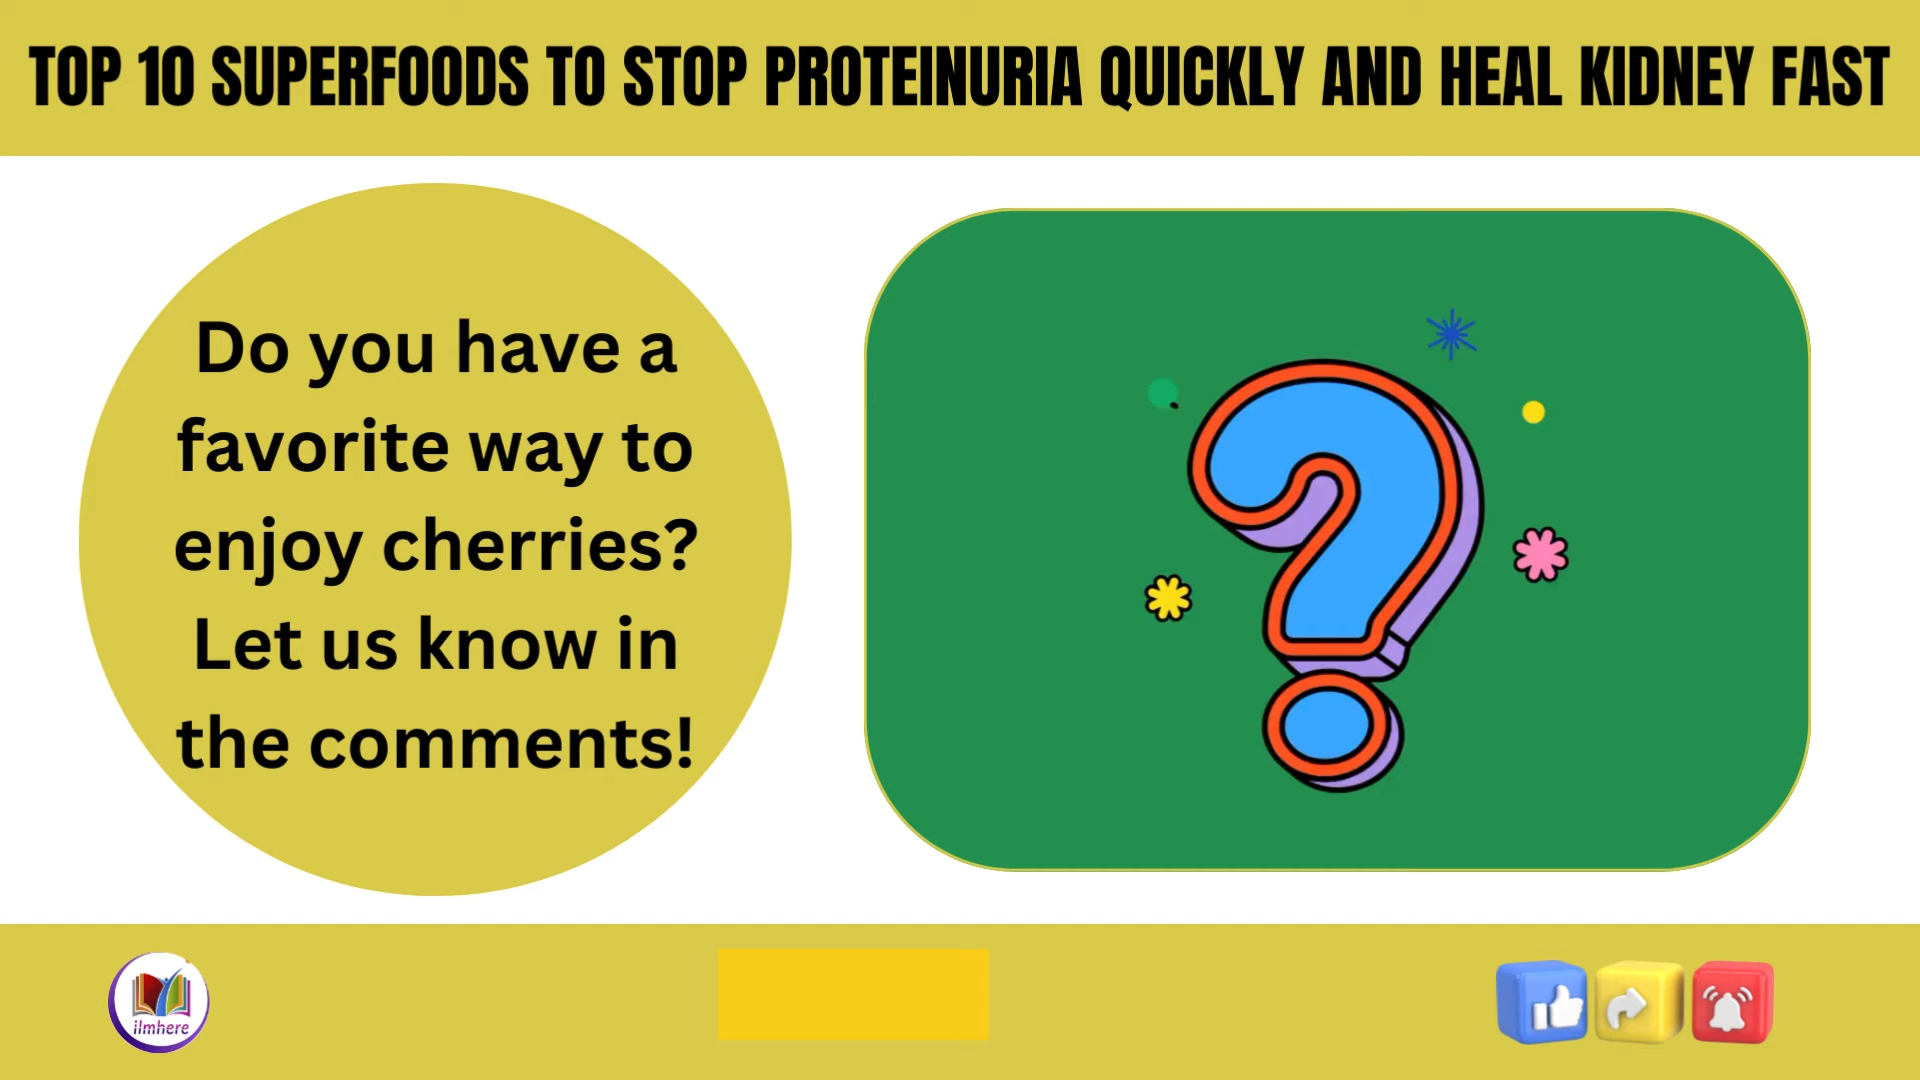 TOP 10 SUPERFOODS TO STOP PROTEINURIA QUICKLY AND HEAL KIDNEY FAST
Do you have a
favorite way to
enjoy cherries?
Let us know in
the comments!
ilmhere